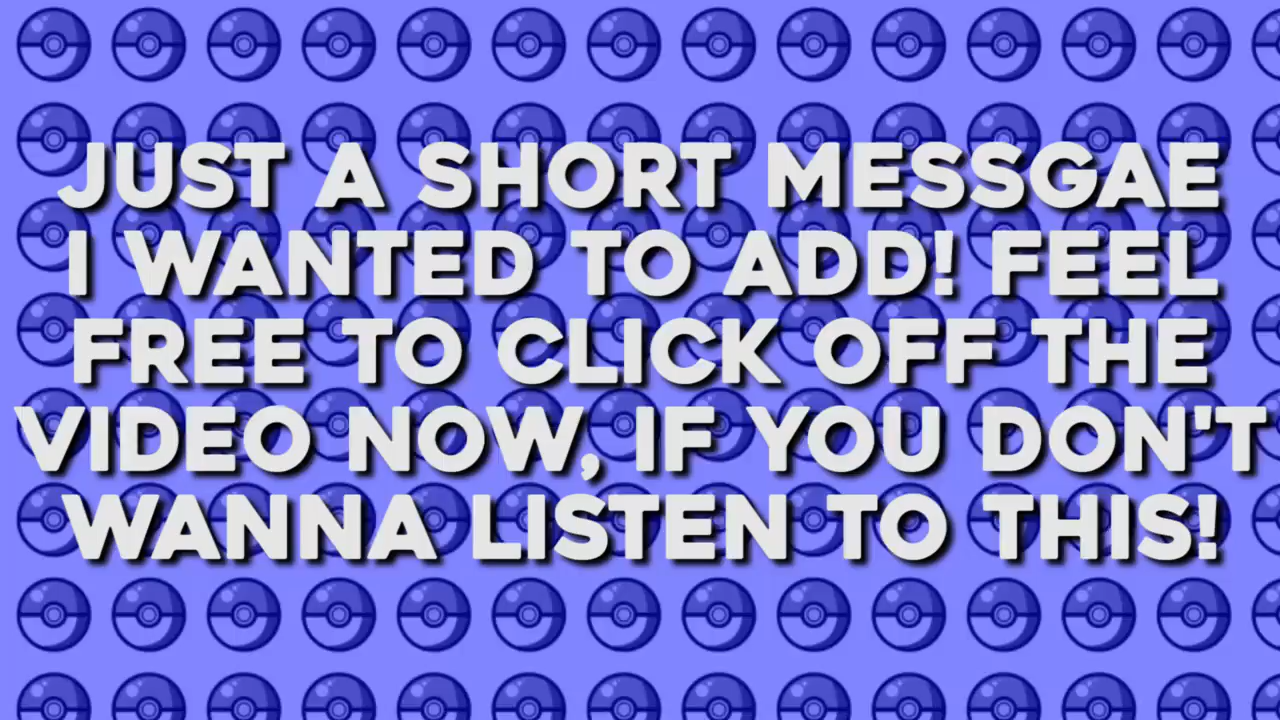 JUST A SHORT MESSGAE
I WANTED TO ADD! FEEL
FREE TO CLICK OFF THE
VIDEO NOW, IF YOU DON'T
WANNA LISTEN TO THIS!